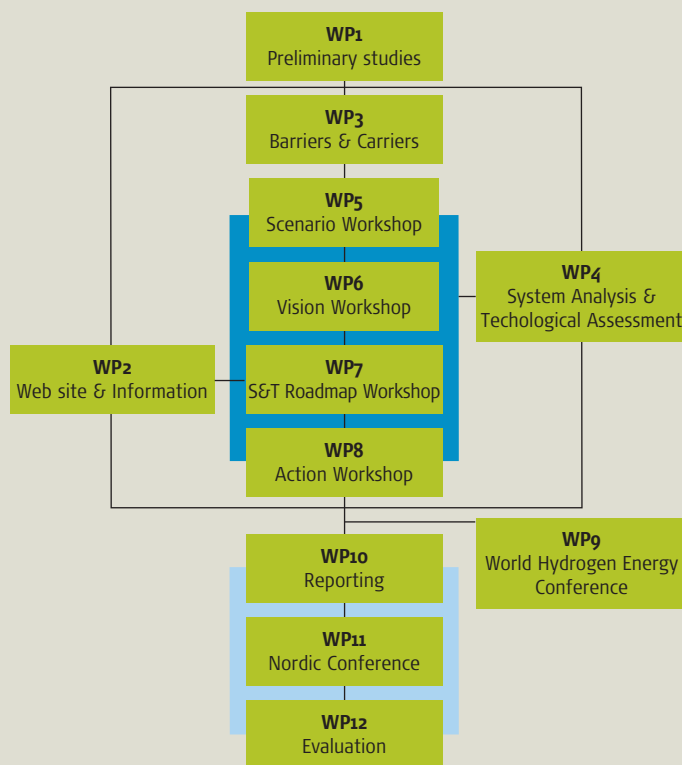 WP1
Preliminary studies
WP3
Barriers & Carriers
WP5
Scenario Workshop
WP6
Vision Workshop
WP4
System Analysis &
Techological Assessment
WP2
Web site & Information
WP7
S&T Roadmap Workshop
WP8
Action Workshop
WP9
World Hydrogen Energy
Conference
WP10
Reporting
WP11
Nordic Conference
WP12
Evaluation